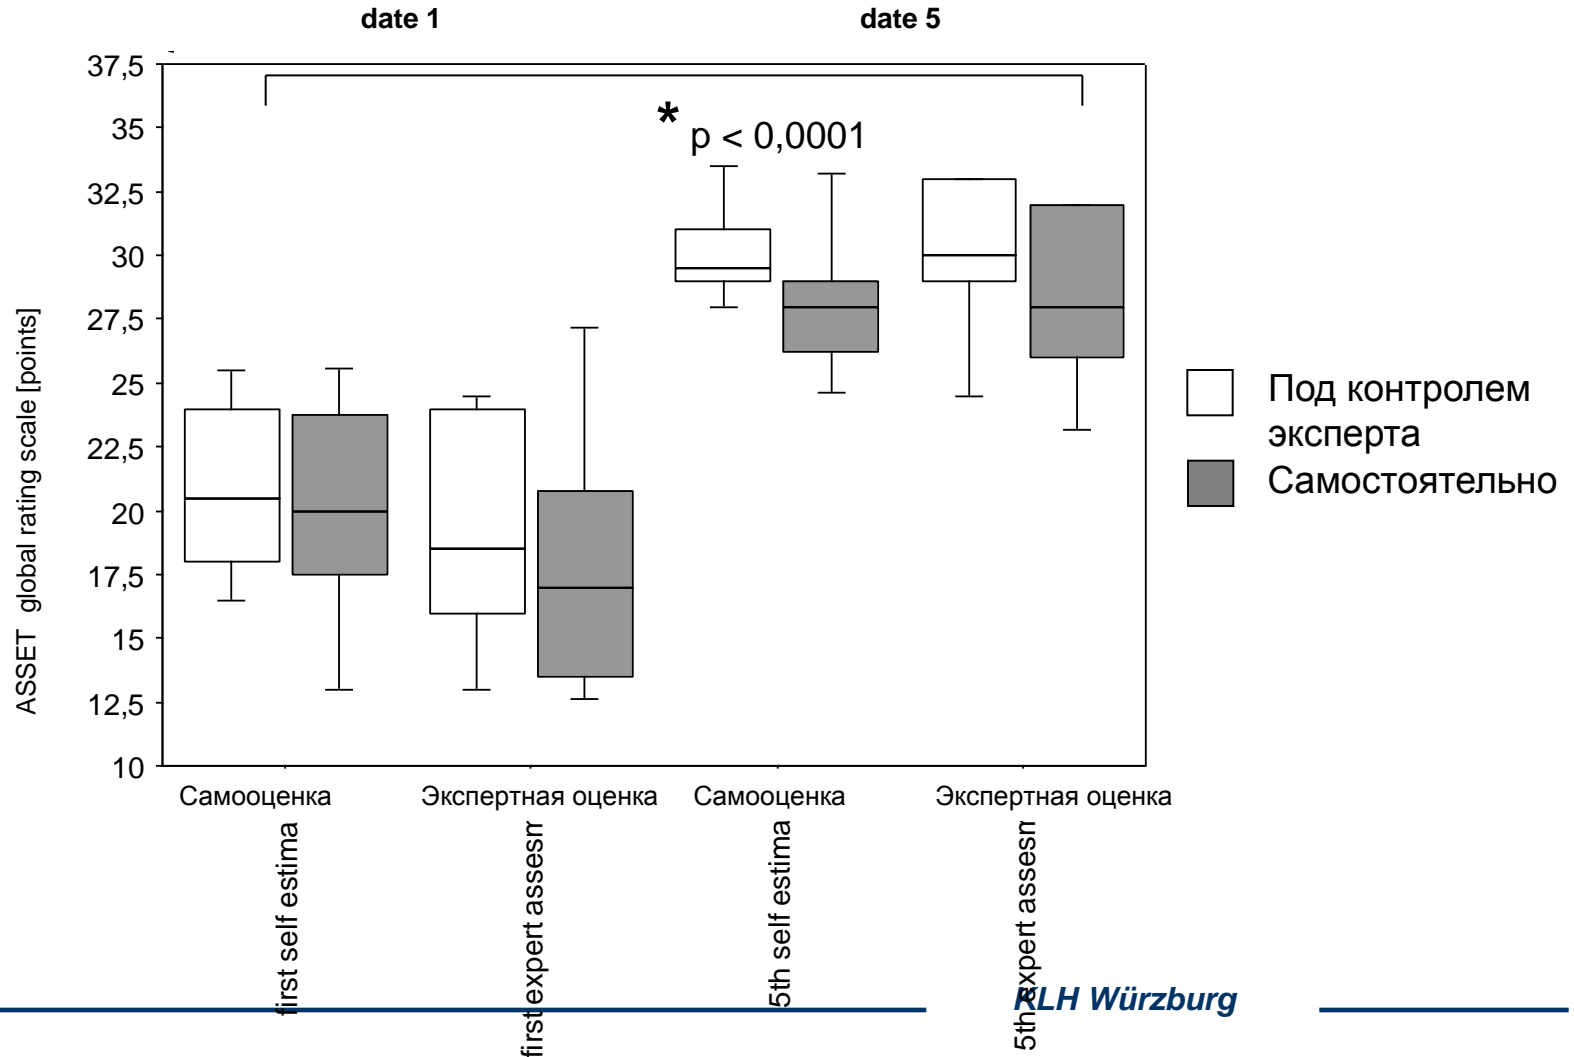 date 1
date 5
37,5
35
32,5
30
27,5
25
22,5
20
17,5
15
12,5
10
ASSET global rating scale [points]
* p < 0,0001
Под контролем
эксперта
Самостоятельно
Самооценка
Экспертная оценка
Самооценка
Экспертная оценка
first self estima
first expert assesm
5th self estima
5th expert assesm
KLH Würzburg